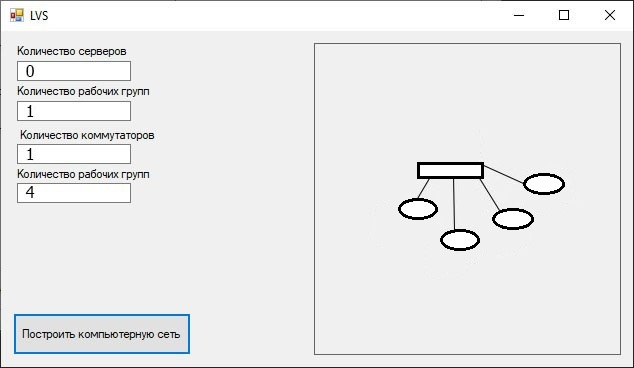 LVS
Количество серверов
0
Количество рабочих групп
1
Количество коммутаторов
1
Количество рабочих групп
4
Построить компьютерную сеть